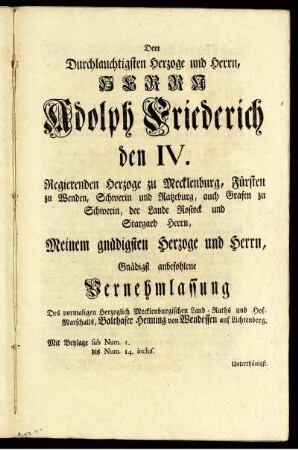 Dem
Durchlauchtigsten Herzoge und Herrn,
HERRN
Adolph Friederich
den IV.
Regierenden Herzoge zu Mecklenburg, Fürsten
zu Wenden, Schwerin und Ratzeburg, auch Grafen zu
Schwerin, der Lande Rostock und
Stargard Herrn,
Meinem gnädigsten Herzoge und Herrn,
Gnädigst anbefohlene
Vernehmlassung
Des vormaligen Herzoglich Mecklenburgischen Land-Raths und Hof-
Marschalls, Balthaser Henning von Wendessen auf Lichtenberg.
Mit Beylage sub Num. 1.
bis Num. 14. inclus.
Unterthänigst.